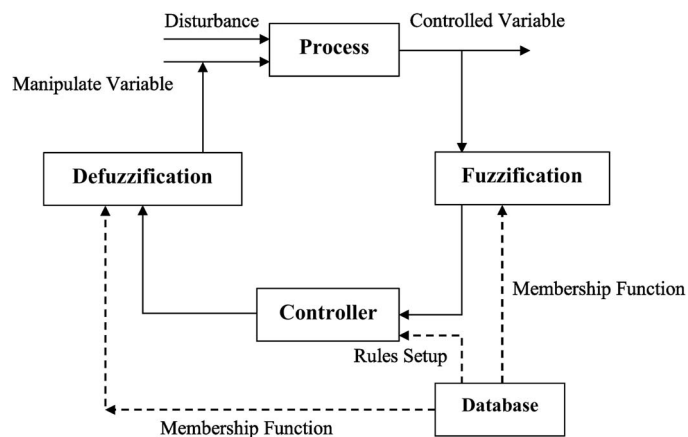 Disturbance
Controlled Variable
Process
Manipulate Variable
Defuzzification
Fuzzification
Membership Function
Controller
Rules Setup
Database
Membership Function